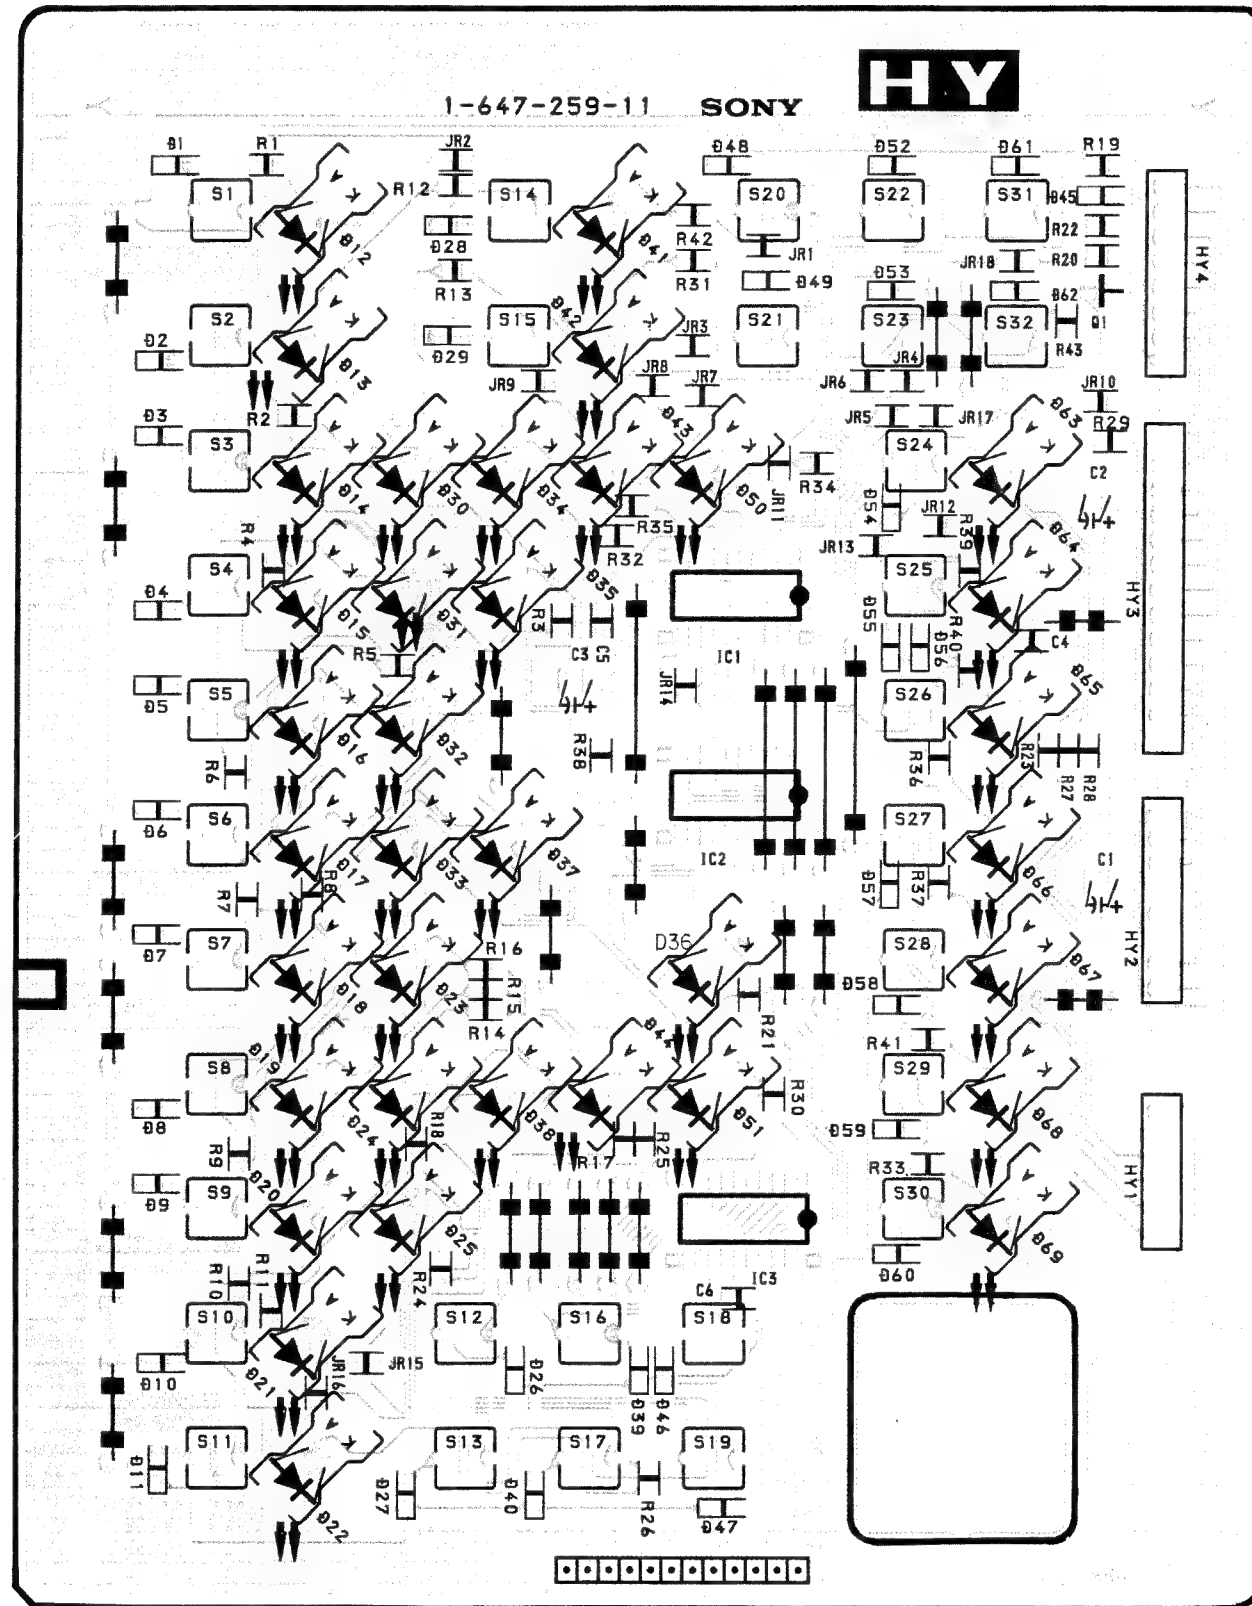 HY
1-647-259-11 SONY
D1 R1 JR2 D48 D52 D61 R19
S1 R12 S14 S20 S22 S31 D45
D12 D28 D41 R42 JR1 R22
R13 R31 D49 D53 JR18 R20 HY4
D62 Q1
S2 S15 D42 S21 S23 S32
D2 D13 D29 JR3 JR4 R43
JR9 JR8 JR7 JR6 JR10
D3 R2 D43 JR5 JR17 D63 R29
S3 S24
D14 D30 D34 D50 JR11 R34 C2
R35 D54 JR12 R39
R4 R32 JR13 D64
S4 D35 S25
D4 D15 D31 R3 D55 R40 HY3
R5 C3 C5 IC1 D56 C4
D5 S5 JR14 S26 D65
D16 D32 R38
R6 R36 R23 R27 R28
D6 S6 S27
D17 D33 D37 IC2 C1
R7 R8 D57 R37 D66
D7 S7 R16 D36 S28
D18 D23 R15 D58 D67 HY2
R14 R21
D19 D44 R41
S8 R30 S29
D8 D24 R18 D38 D51 D59 D68
R9 R17 R25 R33
D9 S9 D20 S30 HY1
D25 D69
R10 R11 R24 D60
C6 IC3
S10 S12 S16 S18
D10 D21 JR16 JR15 D26 D39 D46
S11 S13 S17 S19
D11 D22 D27 D40 R26 D47